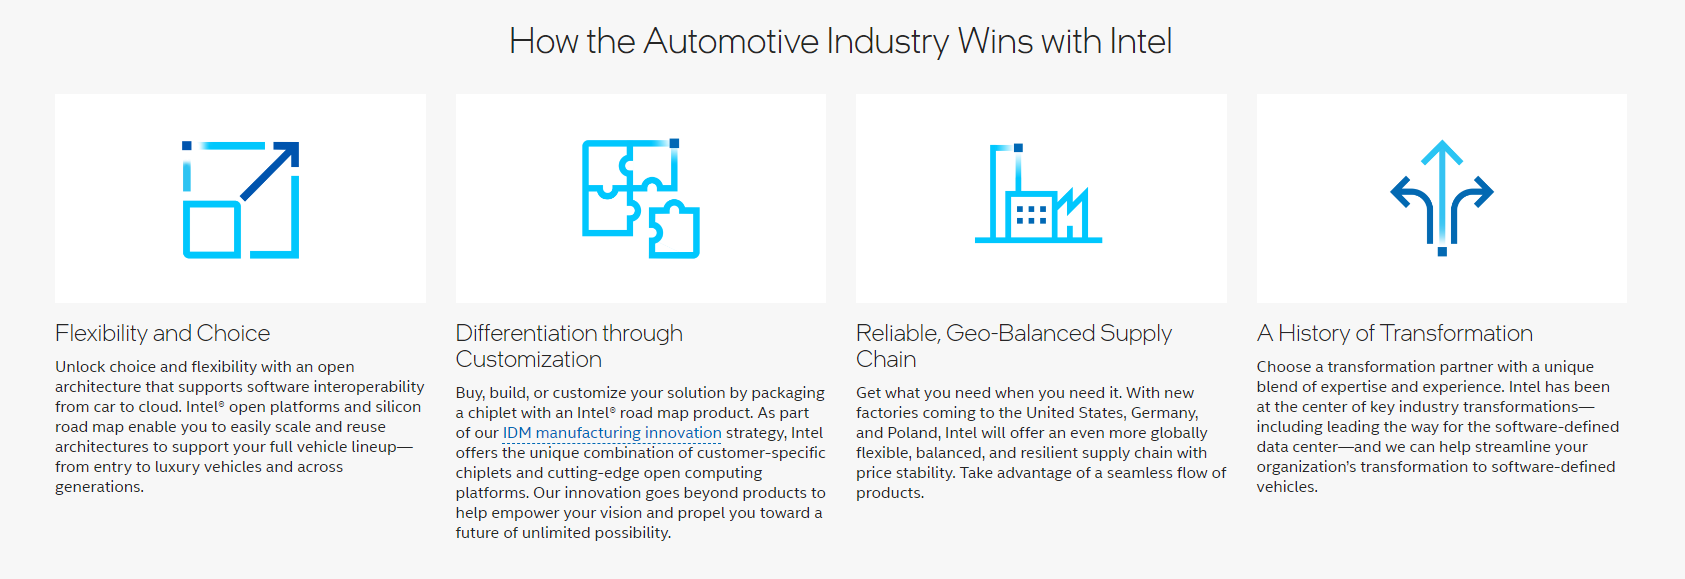 How the Automotive Industry Wins with Intel
Flexibility and Choice
Unlock choice and flexibility with an open
architecture that supports software interoperability
from car to cloud. Intel® open platforms and silicon
road map enable you to easily scale and reuse
architectures to support your full vehicle lineup—
from entry to luxury vehicles and across
generations.
Differentiation through
Customization
Buy, build, or customize your solution by packaging
a chiplet with an Intel® road map product. As part
of our IDM manufacturing innovation strategy, Intel
offers the unique combination of customer-specific
chiplets and cutting-edge open computing
platforms. Our innovation goes beyond products to
help empower your vision and propel you toward a
future of unlimited possibility.
Reliable, Geo-Balanced Supply
Chain
Get what you need when you need it. With new
factories coming to the United States, Germany,
and Poland, Intel will offer an even more globally
flexible, balanced, and resilient supply chain with
price stability. Take advantage of a seamless flow of
products.
A History of Transformation
Choose a transformation partner with a unique
blend of expertise and experience. Intel has been
at the center of key industry transformations—
including leading the way for the software-defined
data center—and we can help streamline your
organization’s transformation to software-defined
vehicles.